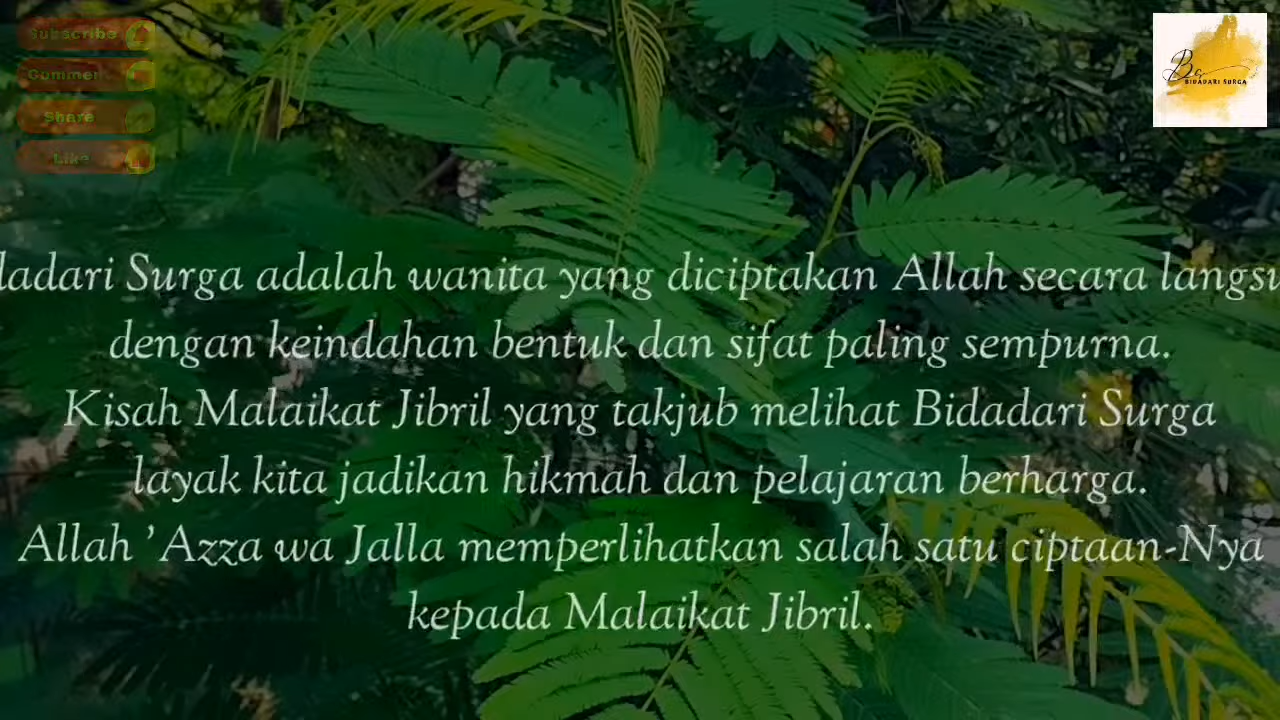 Subscribe
Comment
Share
Like
BIDADARI SURGA
dadari Surga adalah wanita yang diciptakan Allah secara langsu
dengan keindahan bentuk dan sifat paling sempurna.
Kisah Malaikat Jibril yang takjub melihat Bidadari Surga
layak kita jadikan hikmah dan pelajaran berharga.
Allah 'Azza wa Jalla memperlihatkan salah satu ciptaan-Nya
kepada Malaikat Jibril.